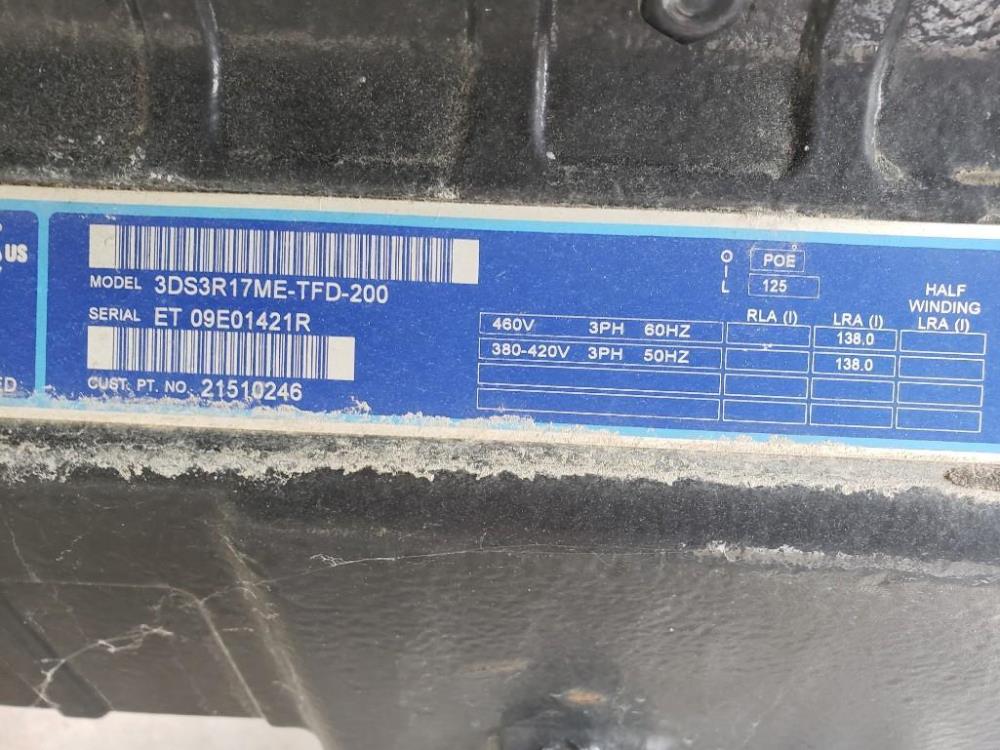 US
ED
MODEL 3DS3R17ME-TFD-200
SERIAL ET 09E01421R
CUST. PT. NO. 21510246
OIL
POE
125
RLA (I) LRA (I) HALF WINDING LRA (I)
460V 3PH 60HZ 138.0
380-420V 3PH 50HZ 138.0